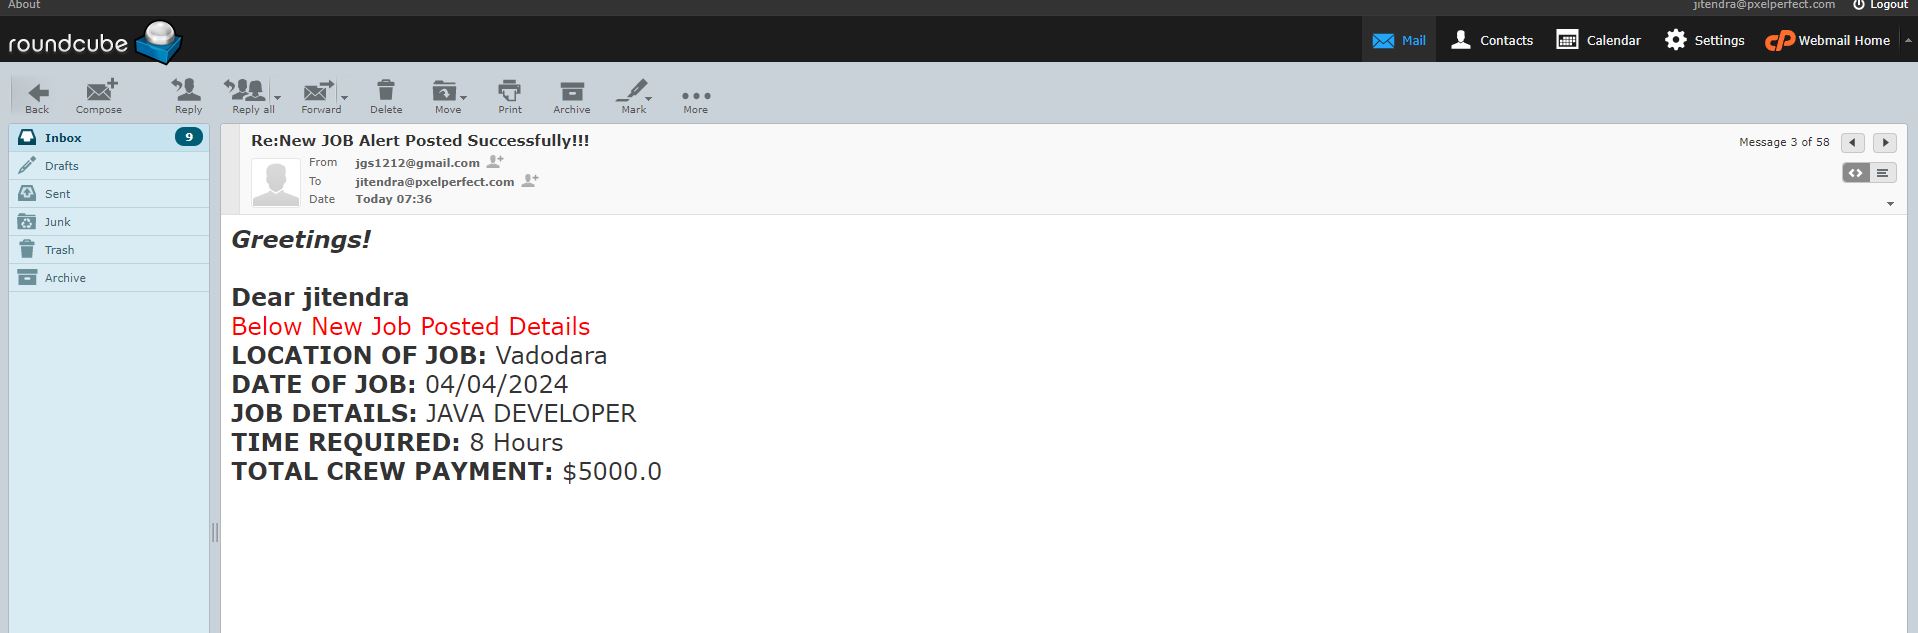 About jitendra@pxelperfect.com Logout
roundcube Mail Contacts Calendar Settings cP Webmail Home
Back Compose Reply Reply all Forward Delete Move Print Archive Mark More
Inbox 9
Drafts
Sent
Junk
Trash
Archive
Re:New JOB Alert Posted Successfully!!! Message 3 of 58
From jgs1212@gmail.com
To jitendra@pxelperfect.com
Date Today 07:36
Greetings!
Dear jitendra
Below New Job Posted Details
LOCATION OF JOB: Vadodara
DATE OF JOB: 04/04/2024
JOB DETAILS: JAVA DEVELOPER
TIME REQUIRED: 8 Hours
TOTAL CREW PAYMENT: $5000.0